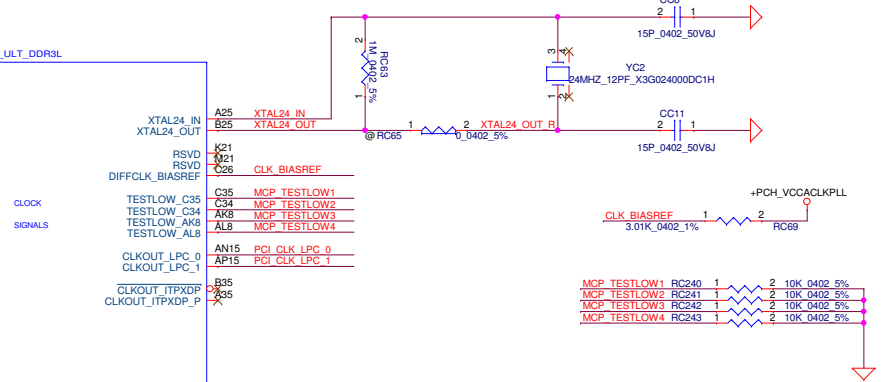 CC8
2 1
15P_0402_50V8J
_ULT_DDR3L
2
1M_0402_5%
RC63
1
3 4
YC2
24MHZ_12PF_X3G024000DC1H
1 2
XTAL24_IN A25 XTAL24_IN
XTAL24_OUT B25 XTAL24_OUT
@ RC65 1 2 0_0402_5%
XTAL24_OUT_R
CC11
2 1
15P_0402_50V8J
RSVD K21
RSVD M21
DIFFCLK_BIASREF C26 CLK_BIASREF
CLOCK
SIGNALS
TESTLOW_C35 C35 MCP_TESTLOW1
TESTLOW_C34 C34 MCP_TESTLOW2
TESTLOW_AK8 AK8 MCP_TESTLOW3
TESTLOW_AL8 AL8 MCP_TESTLOW4
CLKOUT_LPC_0 AN15 PCI_CLK_LPC_0
CLKOUT_LPC_1 AP15 PCI_CLK_LPC_1
CLKOUT_ITPXDP B35
CLKOUT_ITPXDP_P A35
+PCH_VCCACLKPLL
CLK_BIASREF 1 2
3.01K_0402_1% RC69
MCP_TESTLOW1 RC240 1 2 10K_0402_5%
MCP_TESTLOW2 RC241 1 2 10K_0402_5%
MCP_TESTLOW3 RC242 1 2 10K_0402_5%
MCP_TESTLOW4 RC243 1 2 10K_0402_5%